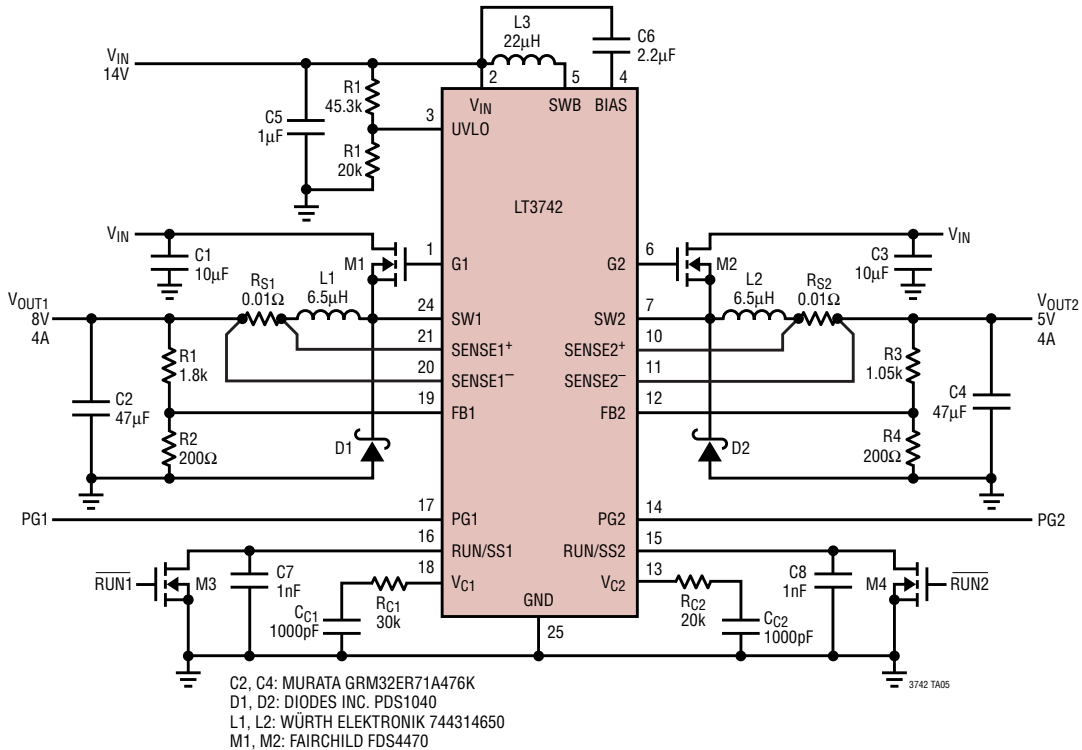 L3
22µH
C6
2.2µF
VIN
14V
2
5
4
R1
45.3k
VIN
SWB
BIAS
C5
1µF
3
UVLO
R1
20k
LT3742
VIN
VIN
C1
10µF
M1
1
G1
G2
6
M2
C3
10µF
RS1
0.01Ω
L1
6.5µH
L2
6.5µH
RS2
0.01Ω
VOUT1
8V
4A
24
SW1
SW2
7
VOUT2
5V
4A
21
SENSE1+
SENSE2+
10
R1
1.8k
R3
1.05k
20
SENSE1–
SENSE2–
11
C2
47µF
19
FB1
FB2
12
C4
47µF
R2
200Ω
D1
D2
R4
200Ω
PG1
17
PG1
PG2
14
PG2
16
RUN/SS1
RUN/SS2
15
RUN1
M3
C7
1nF
18
VC1
VC2
13
C8
1nF
M4
RUN2
RC1
30k
CC1
1000pF
GND
25
RC2
20k
CC2
1000pF
3742 TA05
C2, C4: MURATA GRM32ER71A476K
D1, D2: DIODES INC. PDS1040
L1, L2: WÜRTH ELEKTRONIK 744314650
M1, M2: FAIRCHILD FDS4470